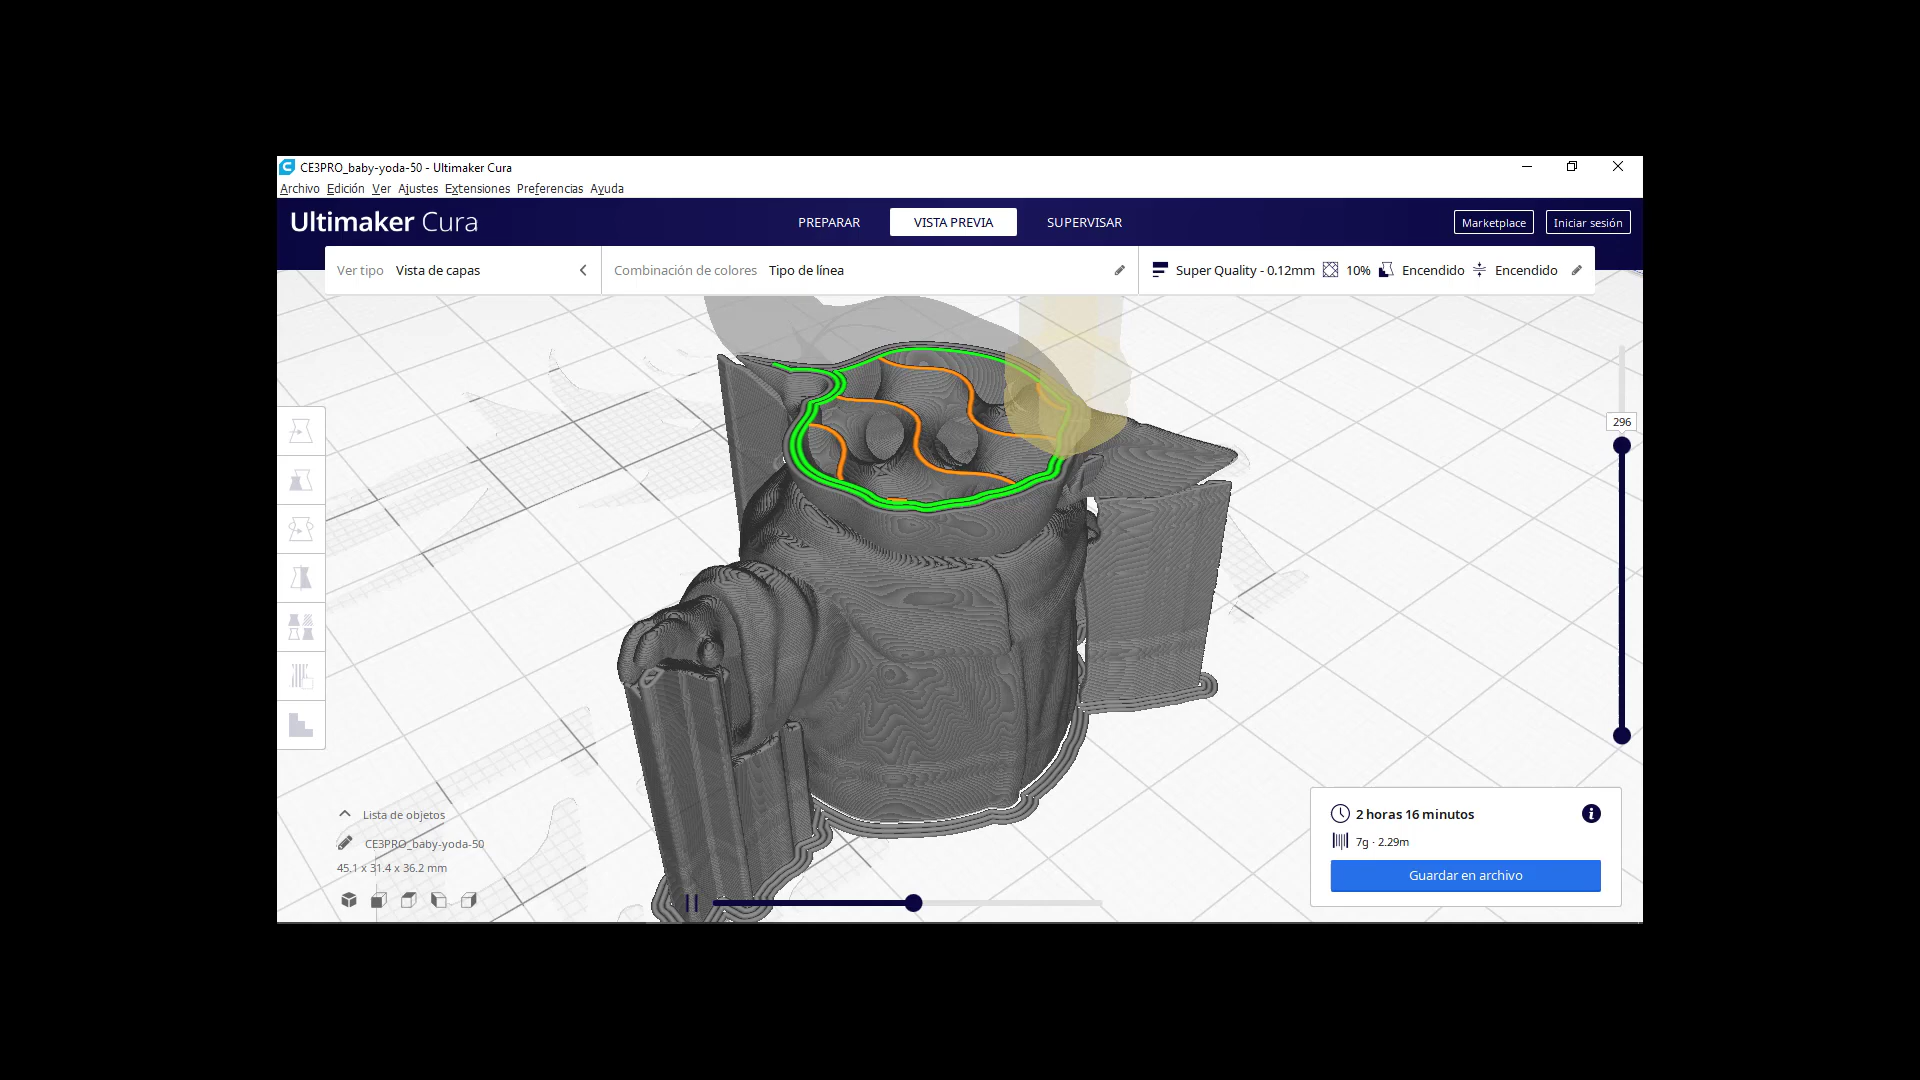 CE3PRO_baby-yoda-50 - Ultimaker Cura
Archivo Edición Ver Ajustes Extensiones Preferencias Ayuda
Ultimaker Cura
PREPARAR VISTA PREVIA SUPERVISAR
Marketplace Iniciar sesión
Ver tipo Vista de capas
Combinación de colores Tipo de línea
Super Quality - 0.12mm 10% Encendido Encendido
296
Lista de objetos
CE3PRO_baby-yoda-50
45.1 x 31.4 x 36.2 mm
2 horas 16 minutos
7g · 2.29m
Guardar en archivo